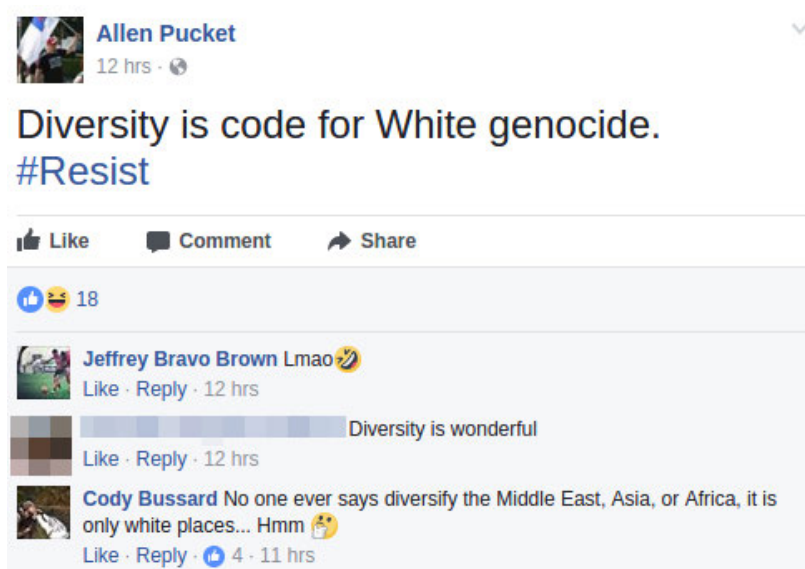 Allen Pucket
12 hrs ·
Diversity is code for White genocide.
#Resist
Like Comment Share
18
Jeffrey Bravo Brown Lmao🤣
Like · Reply · 12 hrs
Diversity is wonderful
Like · Reply · 12 hrs
Cody Bussard No one ever says diversify the Middle East, Asia, or Africa, it is
only white places... Hmm 🤔
Like · Reply · 4 · 11 hrs